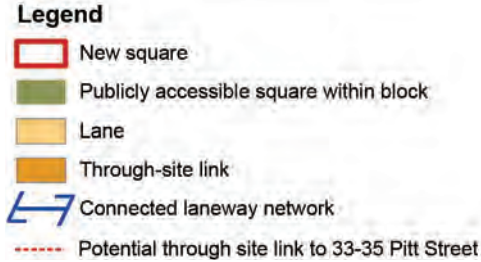 Legend
New square
Publicly accessible square within block
Lane
Through-site link
Connected laneway network
Potential through site link to 33-35 Pitt Street